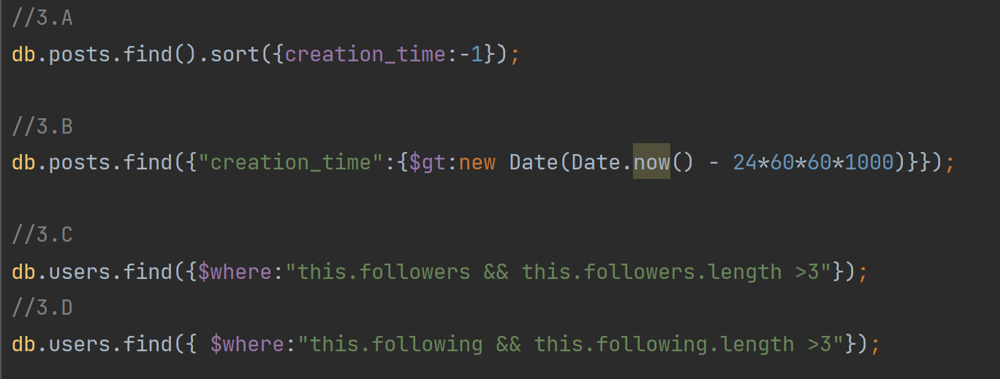 //3.A
db.posts.find().sort({creation_time:-1});
//3.B
db.posts.find({"creation_time":{$gt:new Date(Date.now() - 24*60*60*1000)}});
//3.C
db.users.find({$where:"this.followers && this.followers.length >3"});
//3.D
db.users.find({ $where:"this.following && this.following.length >3"});